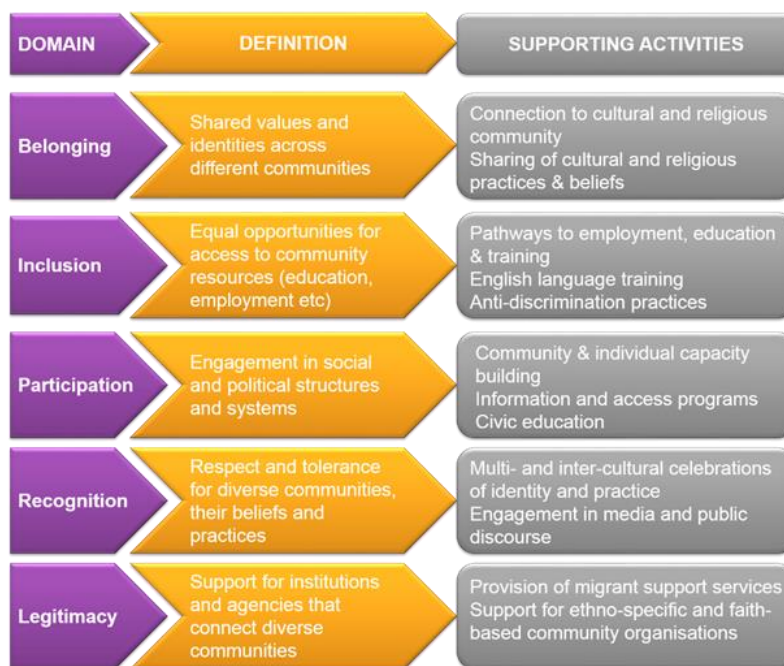 DOMAIN
DEFINITION
SUPPORTING ACTIVITIES
Belonging
Shared values and
identities across
different communities
Connection to cultural and religious
community
Sharing of cultural and religious
practices & beliefs
Inclusion
Equal opportunities for
access to community
resources (education,
employment etc)
Pathways to employment, education
& training
English language training
Anti-discrimination practices
Participation
Engagement in social
and political structures
and systems
Community & individual capacity
building
Information and access programs
Civic education
Recognition
Respect and tolerance
for diverse communities,
their beliefs and
practices
Multi- and inter-cultural celebrations
of identity and practice
Engagement in media and public
discourse
Legitimacy
Support for institutions
and agencies that
connect diverse
communities
Provision of migrant support services
Support for ethno-specific and faith-
based community organisations